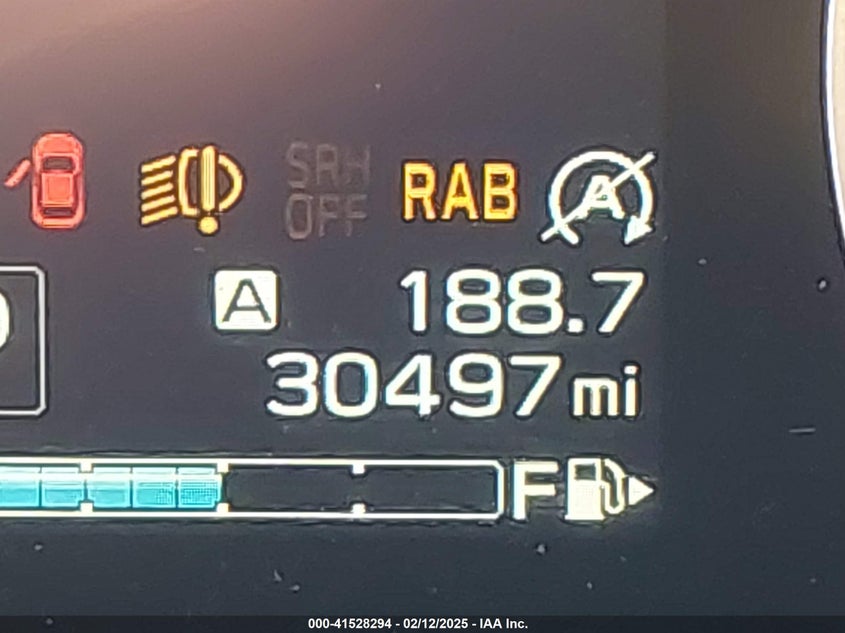 SRH
OFF
RAB
A
A 188.7
30497 mi
F
000-41528294 - 02/12/2025 - IAA Inc.